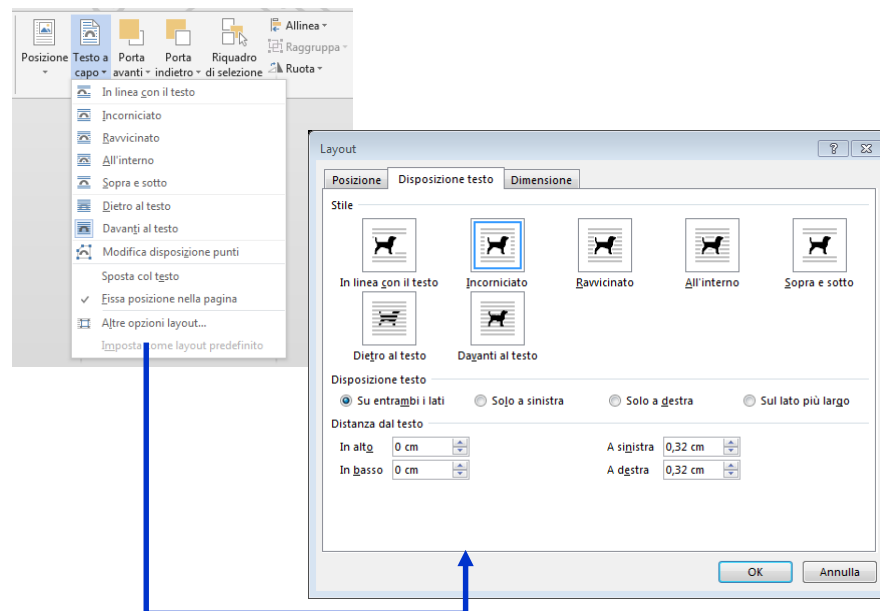 Posizione
Testo a capo
Porta avanti
Porta indietro
Riquadro di selezione
Allinea
Raggruppa
Ruota
In linea con il testo
Incorniciato
Ravvicinato
All'interno
Sopra e sotto
Dietro al testo
Davanti al testo
Modifica disposizione punti
Sposta col testo
Fissa posizione nella pagina
Altre opzioni layout...
Imposta come layout predefinito
Layout
Posizione Disposizione testo Dimensione
Stile
In linea con il testo Incorniciato Ravvicinato All'interno Sopra e sotto
Dietro al testo Davanti al testo
Disposizione testo
Su entrambi i lati Solo a sinistra Solo a destra Sul lato più largo
Distanza dal testo
In alto 0 cm A sinistra 0,32 cm
In basso 0 cm A destra 0,32 cm
OK Annulla